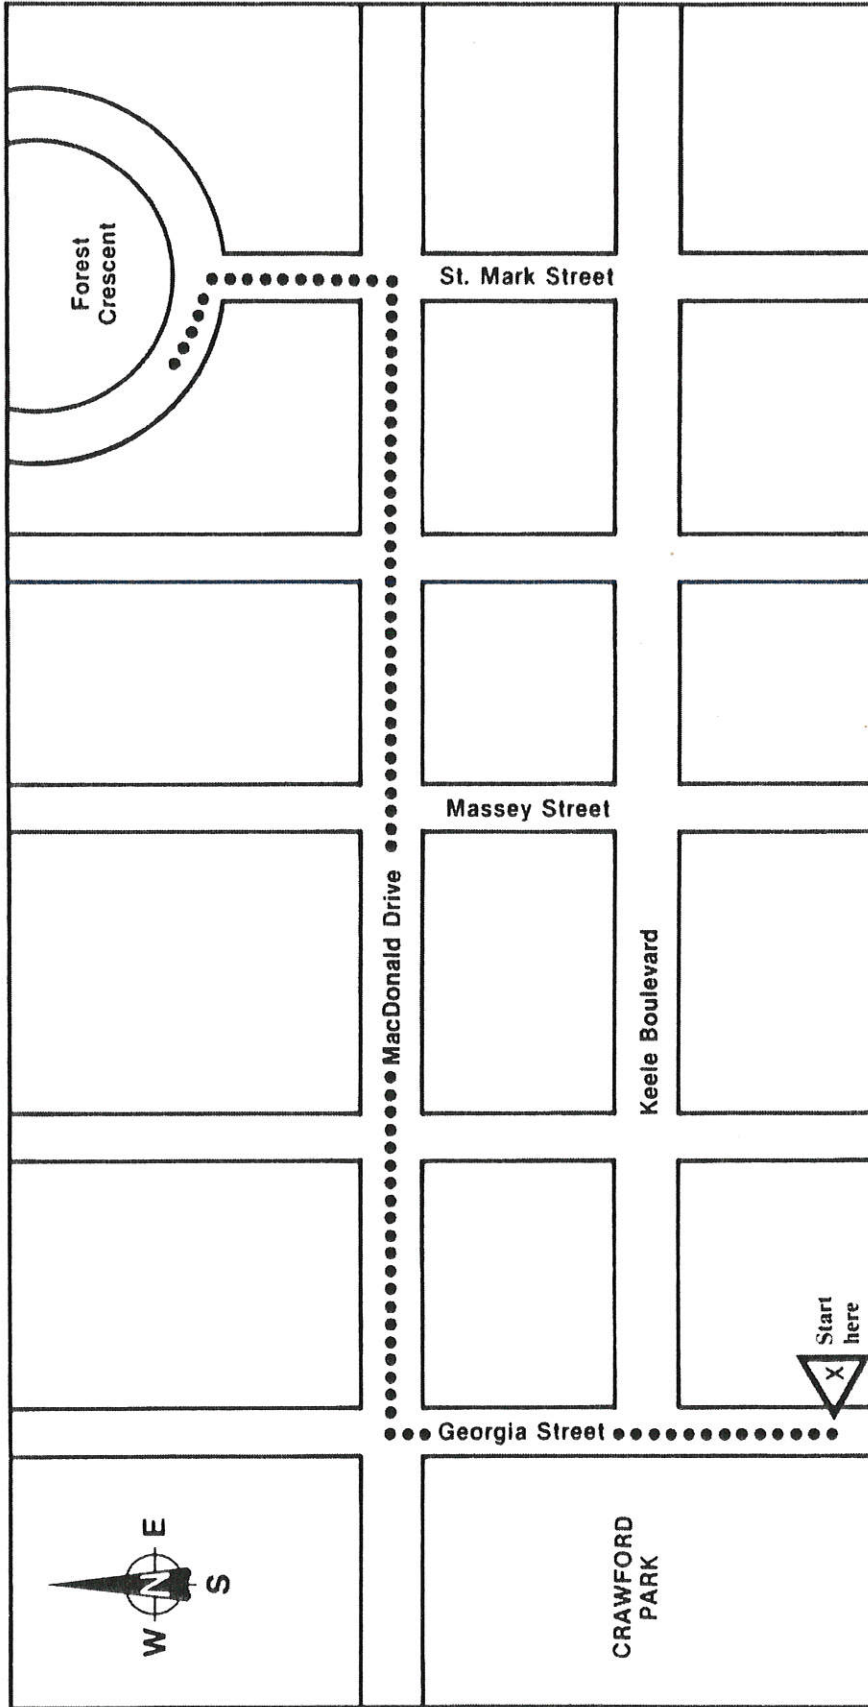 Forest
Crescent
St. Mark Street
Massey Street
MacDonald Drive
Keele Boulevard
Georgia Street
X
Start
here
CRAWFORD
PARK
N
W
E
S